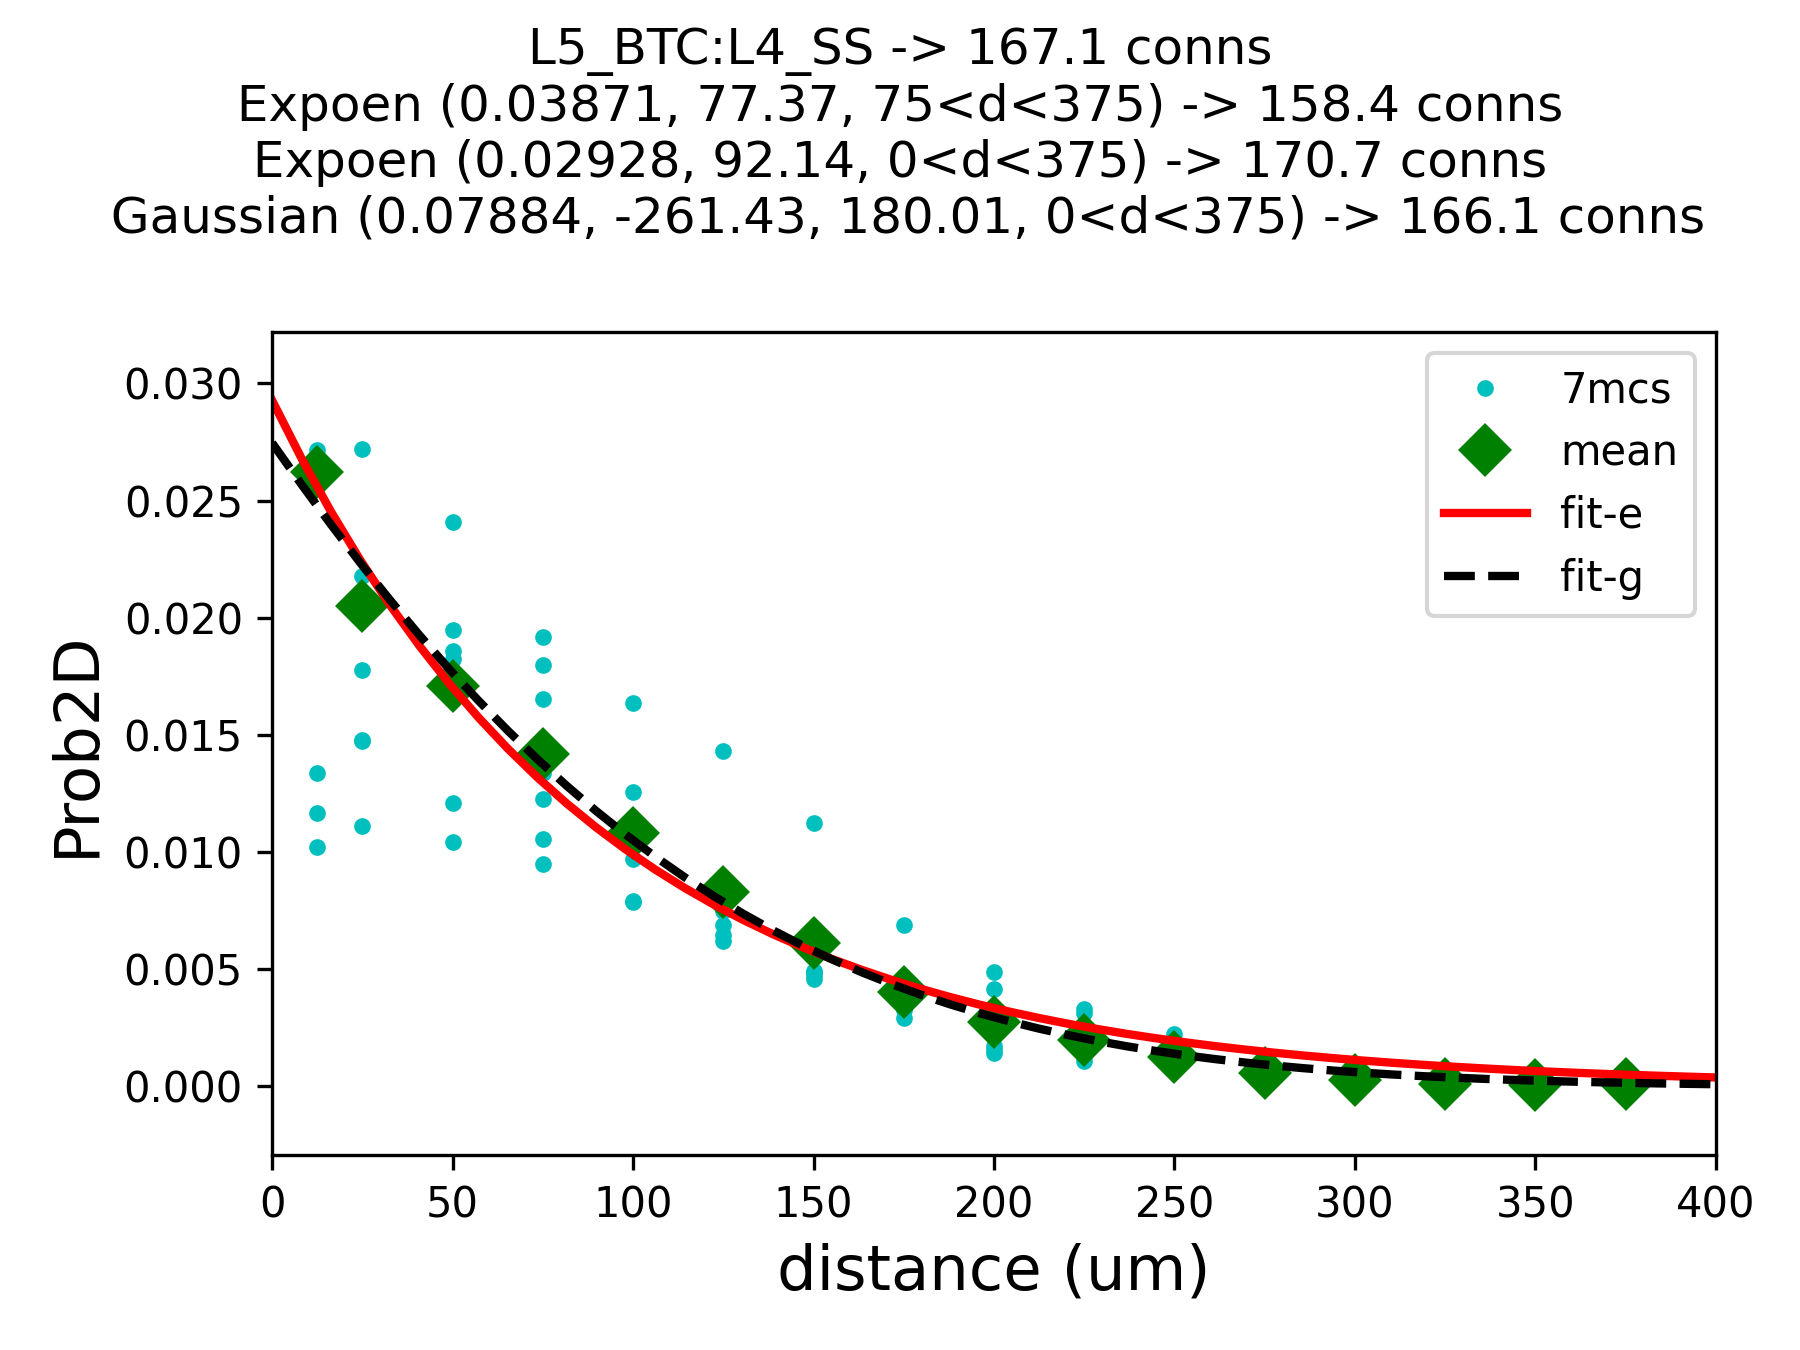 L5_BTC:L4_SS -> 167.1 conns
Expoen (0.03871, 77.37, 75<d<375) -> 158.4 conns
Expoen (0.02928, 92.14, 0<d<375) -> 170.7 conns
Gaussian (0.07884, -261.43, 180.01, 0<d<375) -> 166.1 conns
7mcs
mean
fit-e
fit-g
Prob2D
0.030
0.025
0.020
0.015
0.010
0.005
0.000
0 50 100 150 200 250 300 350 400
distance (um)